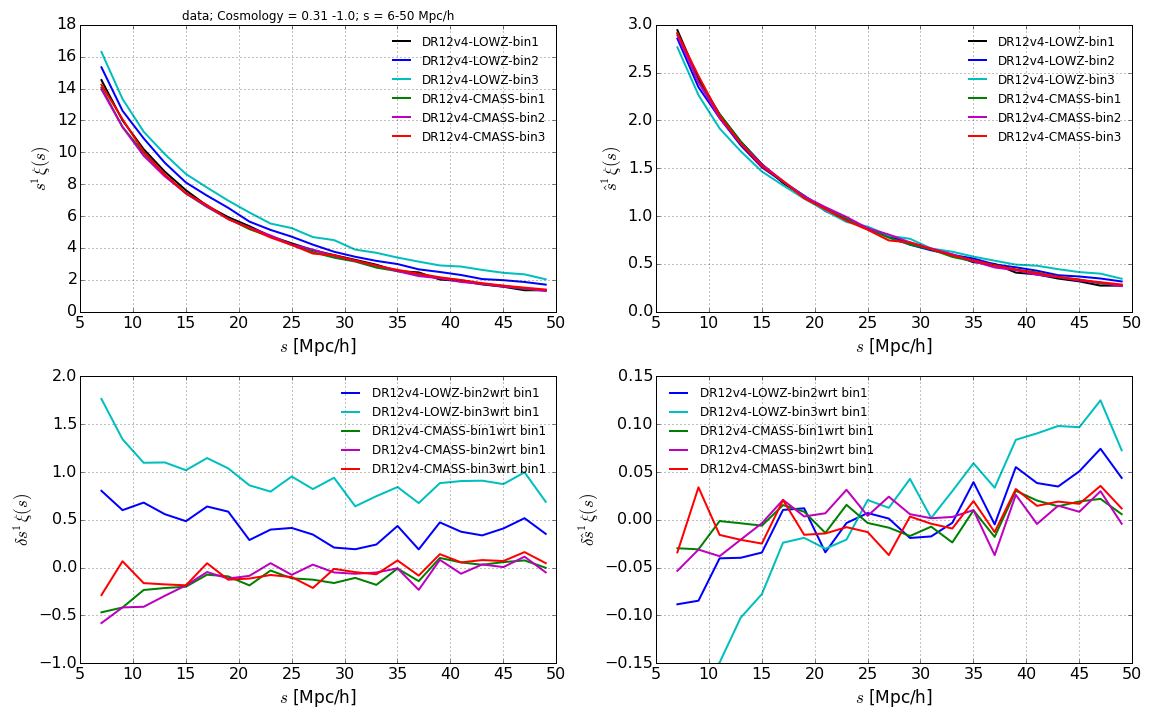 data; Cosmology = 0.31 -1.0; s = 6-50 Mpc/h
18
16
14
12
10
8
6
4
2
0
s¹ ξ(s)
DR12v4-LOWZ-bin1
DR12v4-LOWZ-bin2
DR12v4-LOWZ-bin3
DR12v4-CMASS-bin1
DR12v4-CMASS-bin2
DR12v4-CMASS-bin3
5 10 15 20 25 30 35 40 45 50
s [Mpc/h]
3.0
2.5
2.0
1.5
1.0
0.5
0.0
ŝ¹ ξ(s)
DR12v4-LOWZ-bin1
DR12v4-LOWZ-bin2
DR12v4-LOWZ-bin3
DR12v4-CMASS-bin1
DR12v4-CMASS-bin2
DR12v4-CMASS-bin3
5 10 15 20 25 30 35 40 45 50
s [Mpc/h]
2.0
1.5
1.0
0.5
0.0
−0.5
−1.0
δs¹ ξ(s)
DR12v4-LOWZ-bin2wrt bin1
DR12v4-LOWZ-bin3wrt bin1
DR12v4-CMASS-bin1wrt bin1
DR12v4-CMASS-bin2wrt bin1
DR12v4-CMASS-bin3wrt bin1
5 10 15 20 25 30 35 40 45 50
s [Mpc/h]
0.15
0.10
0.05
0.00
−0.05
−0.10
−0.15
δŝ¹ ξ(s)
DR12v4-LOWZ-bin2wrt bin1
DR12v4-LOWZ-bin3wrt bin1
DR12v4-CMASS-bin1wrt bin1
DR12v4-CMASS-bin2wrt bin1
DR12v4-CMASS-bin3wrt bin1
5 10 15 20 25 30 35 40 45 50
s [Mpc/h]